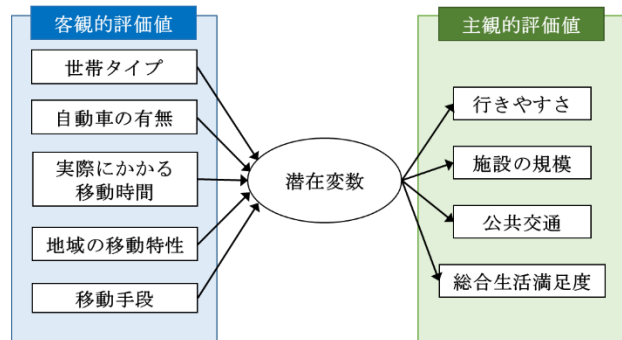 客観的評価値
世帯タイプ
自動車の有無
実際にかかる
移動時間
地域の移動特性
移動手段
潜在変数
主観的評価値
行きやすさ
施設の規模
公共交通
総合生活満足度